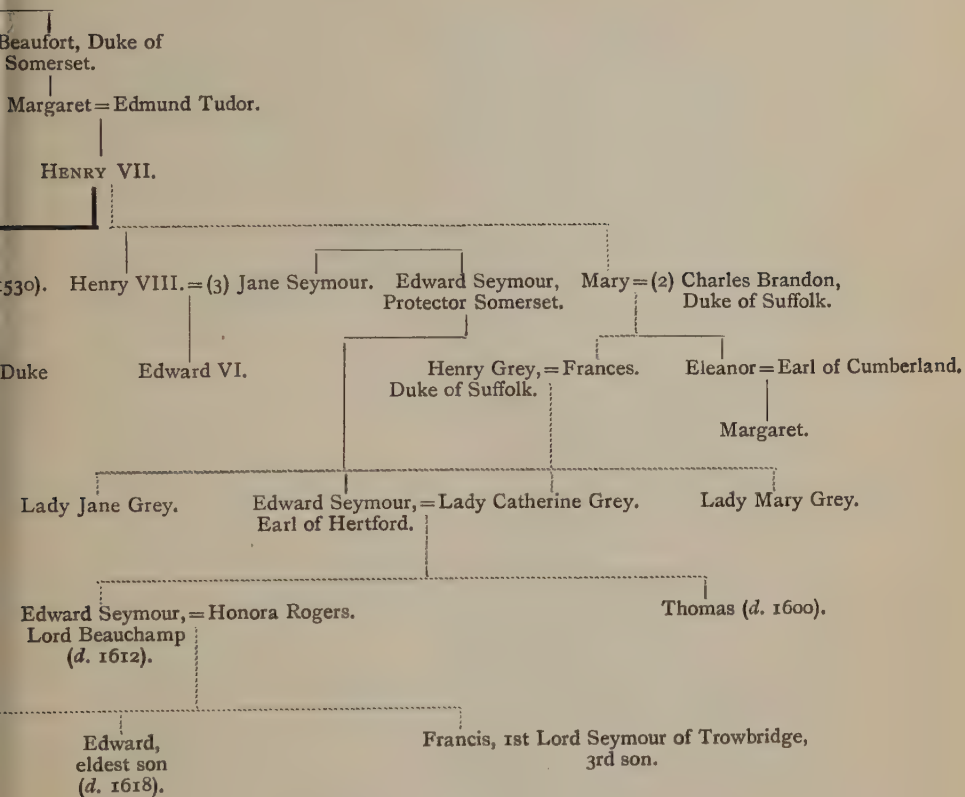 Beaufort, Duke of
Somerset.
Margaret = Edmund Tudor.
HENRY VII.
1530). Henry VIII. = (3) Jane Seymour. Edward Seymour, Mary = (2) Charles Brandon,
Protector Somerset. Duke of Suffolk.
Duke Edward VI. Henry Grey, = Frances. Eleanor = Earl of Cumberland.
Duke of Suffolk.
Margaret.
Lady Jane Grey. Edward Seymour, = Lady Catherine Grey. Lady Mary Grey.
Earl of Hertford.
Edward Seymour, = Honora Rogers. Thomas (d. 1600).
Lord Beauchamp
(d. 1612).
Edward, Francis, 1st Lord Seymour of Trowbridge,
eldest son 3rd son.
(d. 1618).